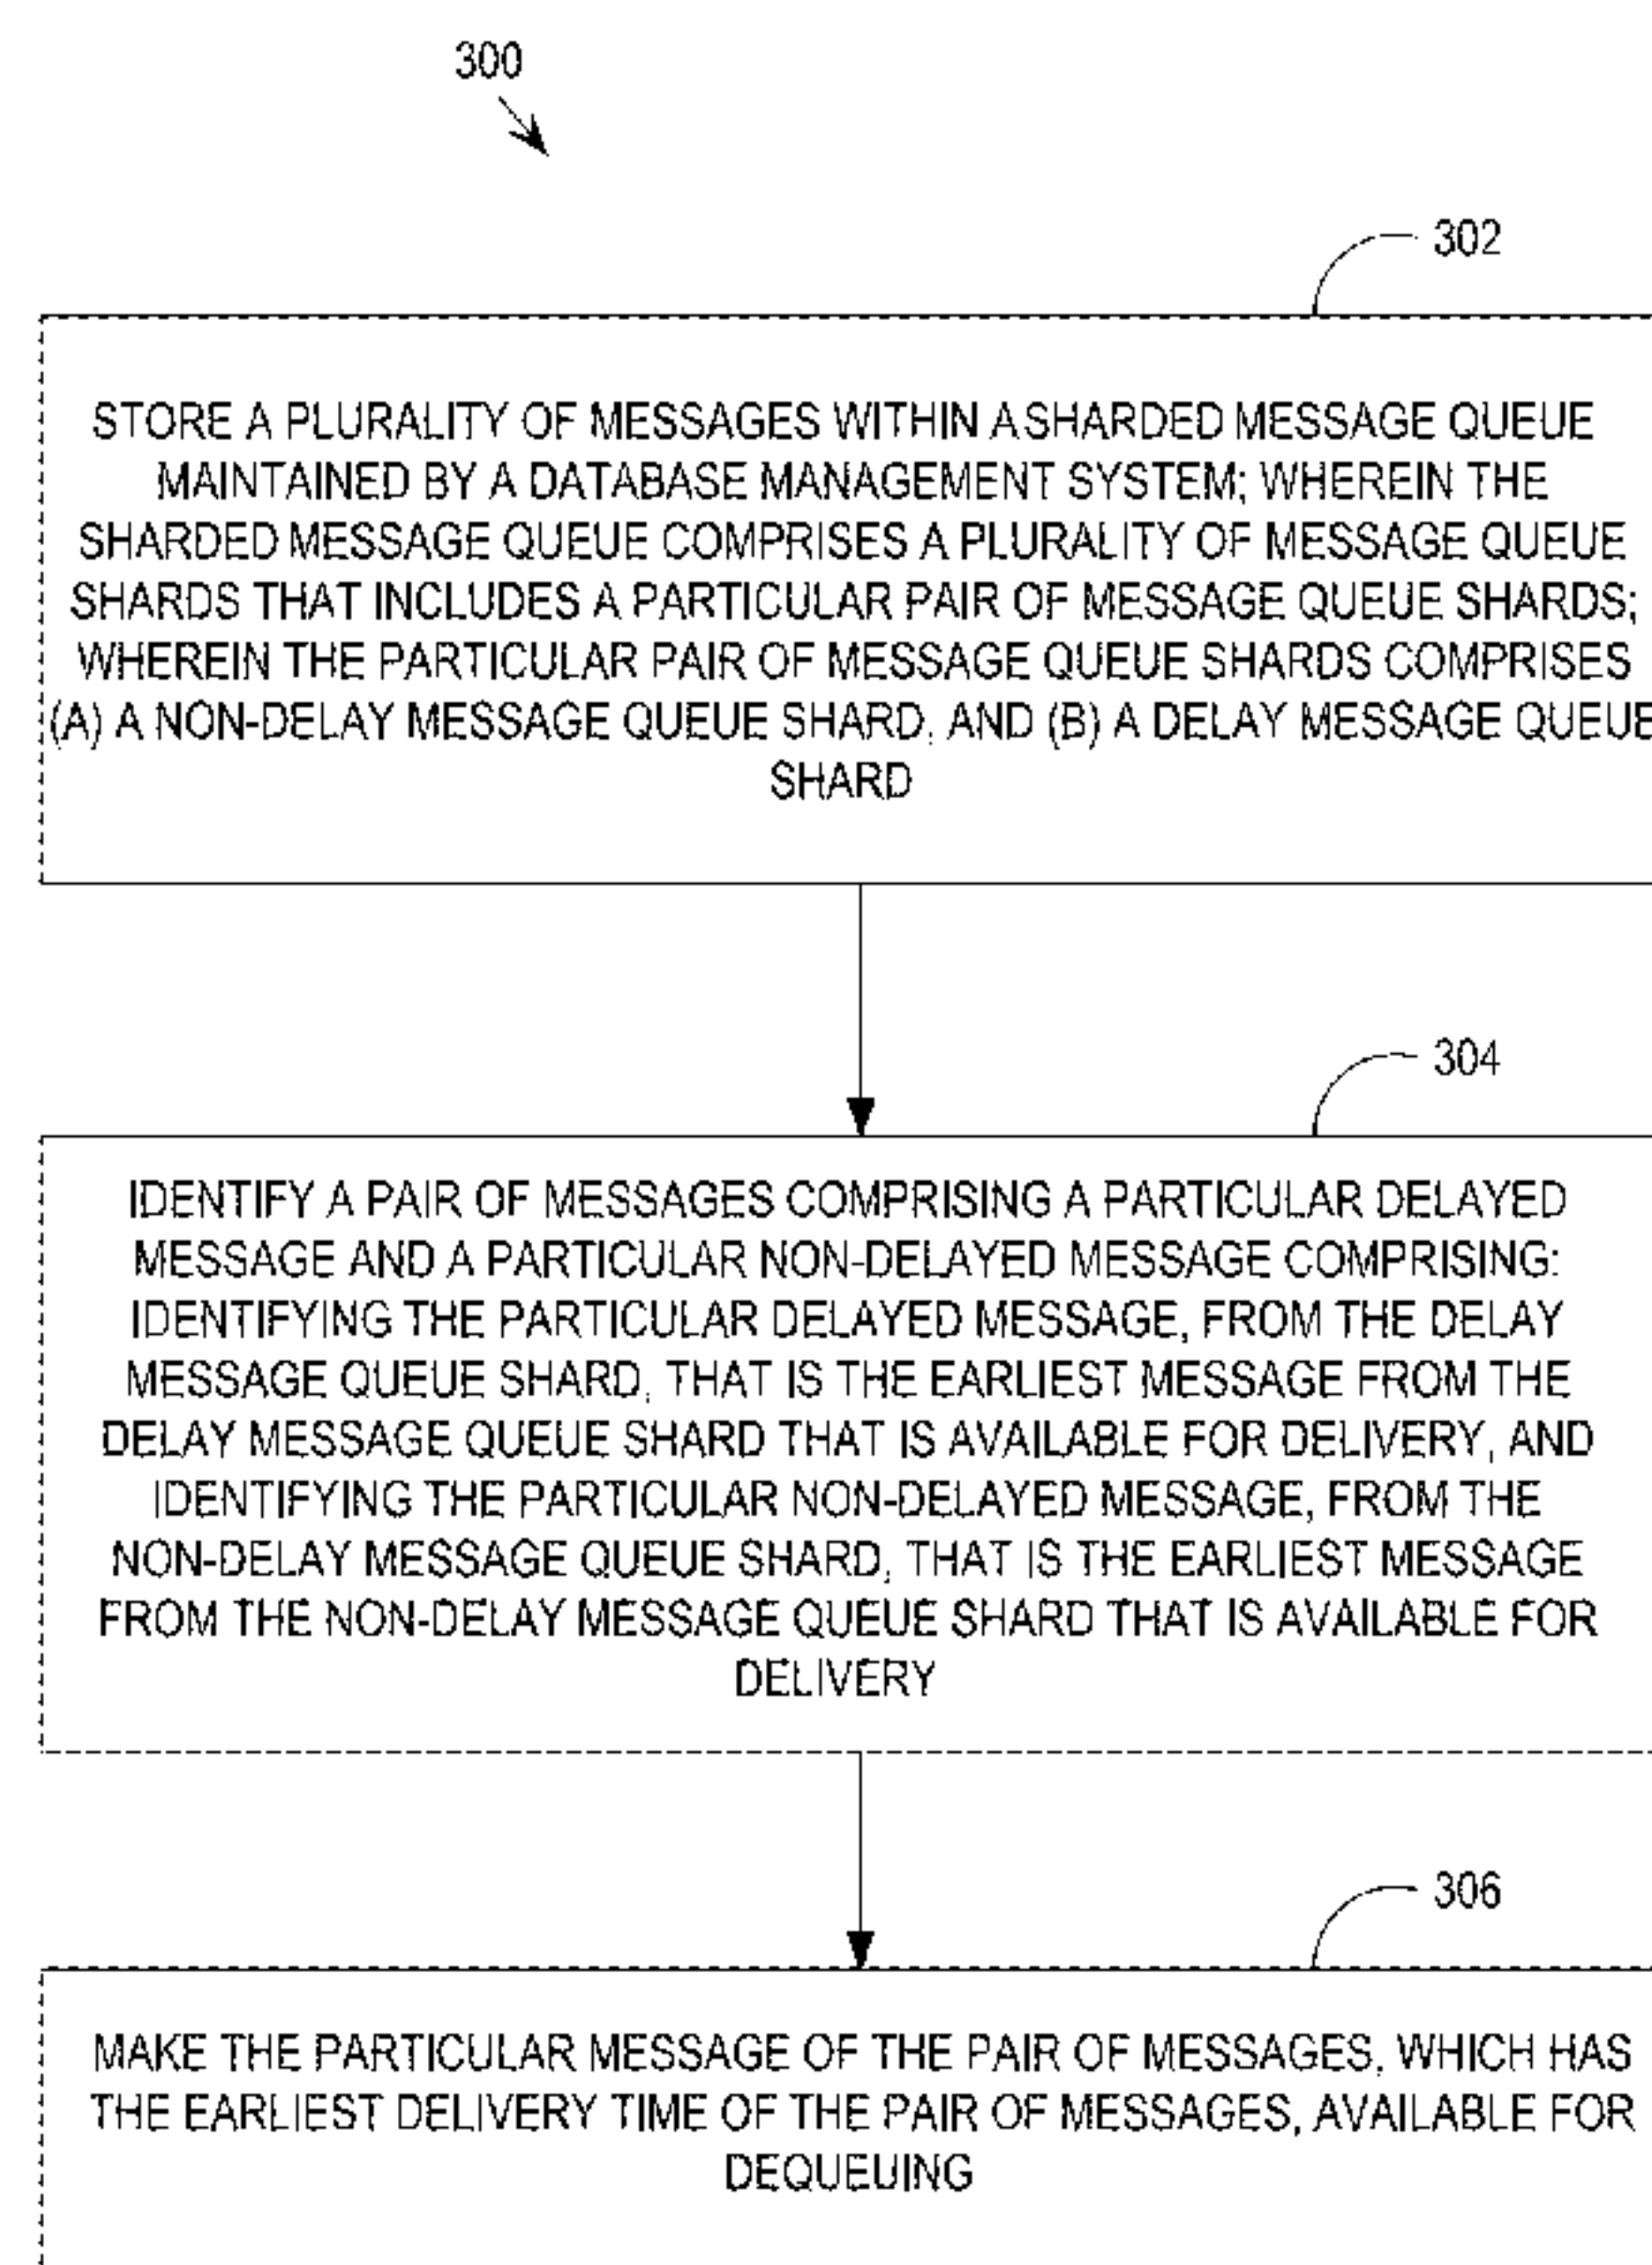 300
302
STORE A PLURALITY OF MESSAGES WITHIN A SHARDED MESSAGE QUEUE
MAINTAINED BY A DATABASE MANAGEMENT SYSTEM; WHEREIN THE
SHARDED MESSAGE QUEUE COMPRISES A PLURALITY OF MESSAGE QUEUE
SHARDS THAT INCLUDES A PARTICULAR PAIR OF MESSAGE QUEUE SHARDS;
WHEREIN THE PARTICULAR PAIR OF MESSAGE QUEUE SHARDS COMPRISES
(A) A NON-DELAY MESSAGE QUEUE SHARD, AND (B) A DELAY MESSAGE QUEUE
SHARD
304
IDENTIFY A PAIR OF MESSAGES COMPRISING A PARTICULAR DELAYED
MESSAGE AND A PARTICULAR NON-DELAYED MESSAGE COMPRISING:
IDENTIFYING THE PARTICULAR DELAYED MESSAGE, FROM THE DELAY
MESSAGE QUEUE SHARD, THAT IS THE EARLIEST MESSAGE FROM THE
DELAY MESSAGE QUEUE SHARD THAT IS AVAILABLE FOR DELIVERY, AND
IDENTIFYING THE PARTICULAR NON-DELAYED MESSAGE, FROM THE
NON-DELAY MESSAGE QUEUE SHARD, THAT IS THE EARLIEST MESSAGE
FROM THE NON-DELAY MESSAGE QUEUE SHARD THAT IS AVAILABLE FOR
DELIVERY
306
MAKE THE PARTICULAR MESSAGE OF THE PAIR OF MESSAGES, WHICH HAS
THE EARLIEST DELIVERY TIME OF THE PAIR OF MESSAGES, AVAILABLE FOR
DEQUEUING